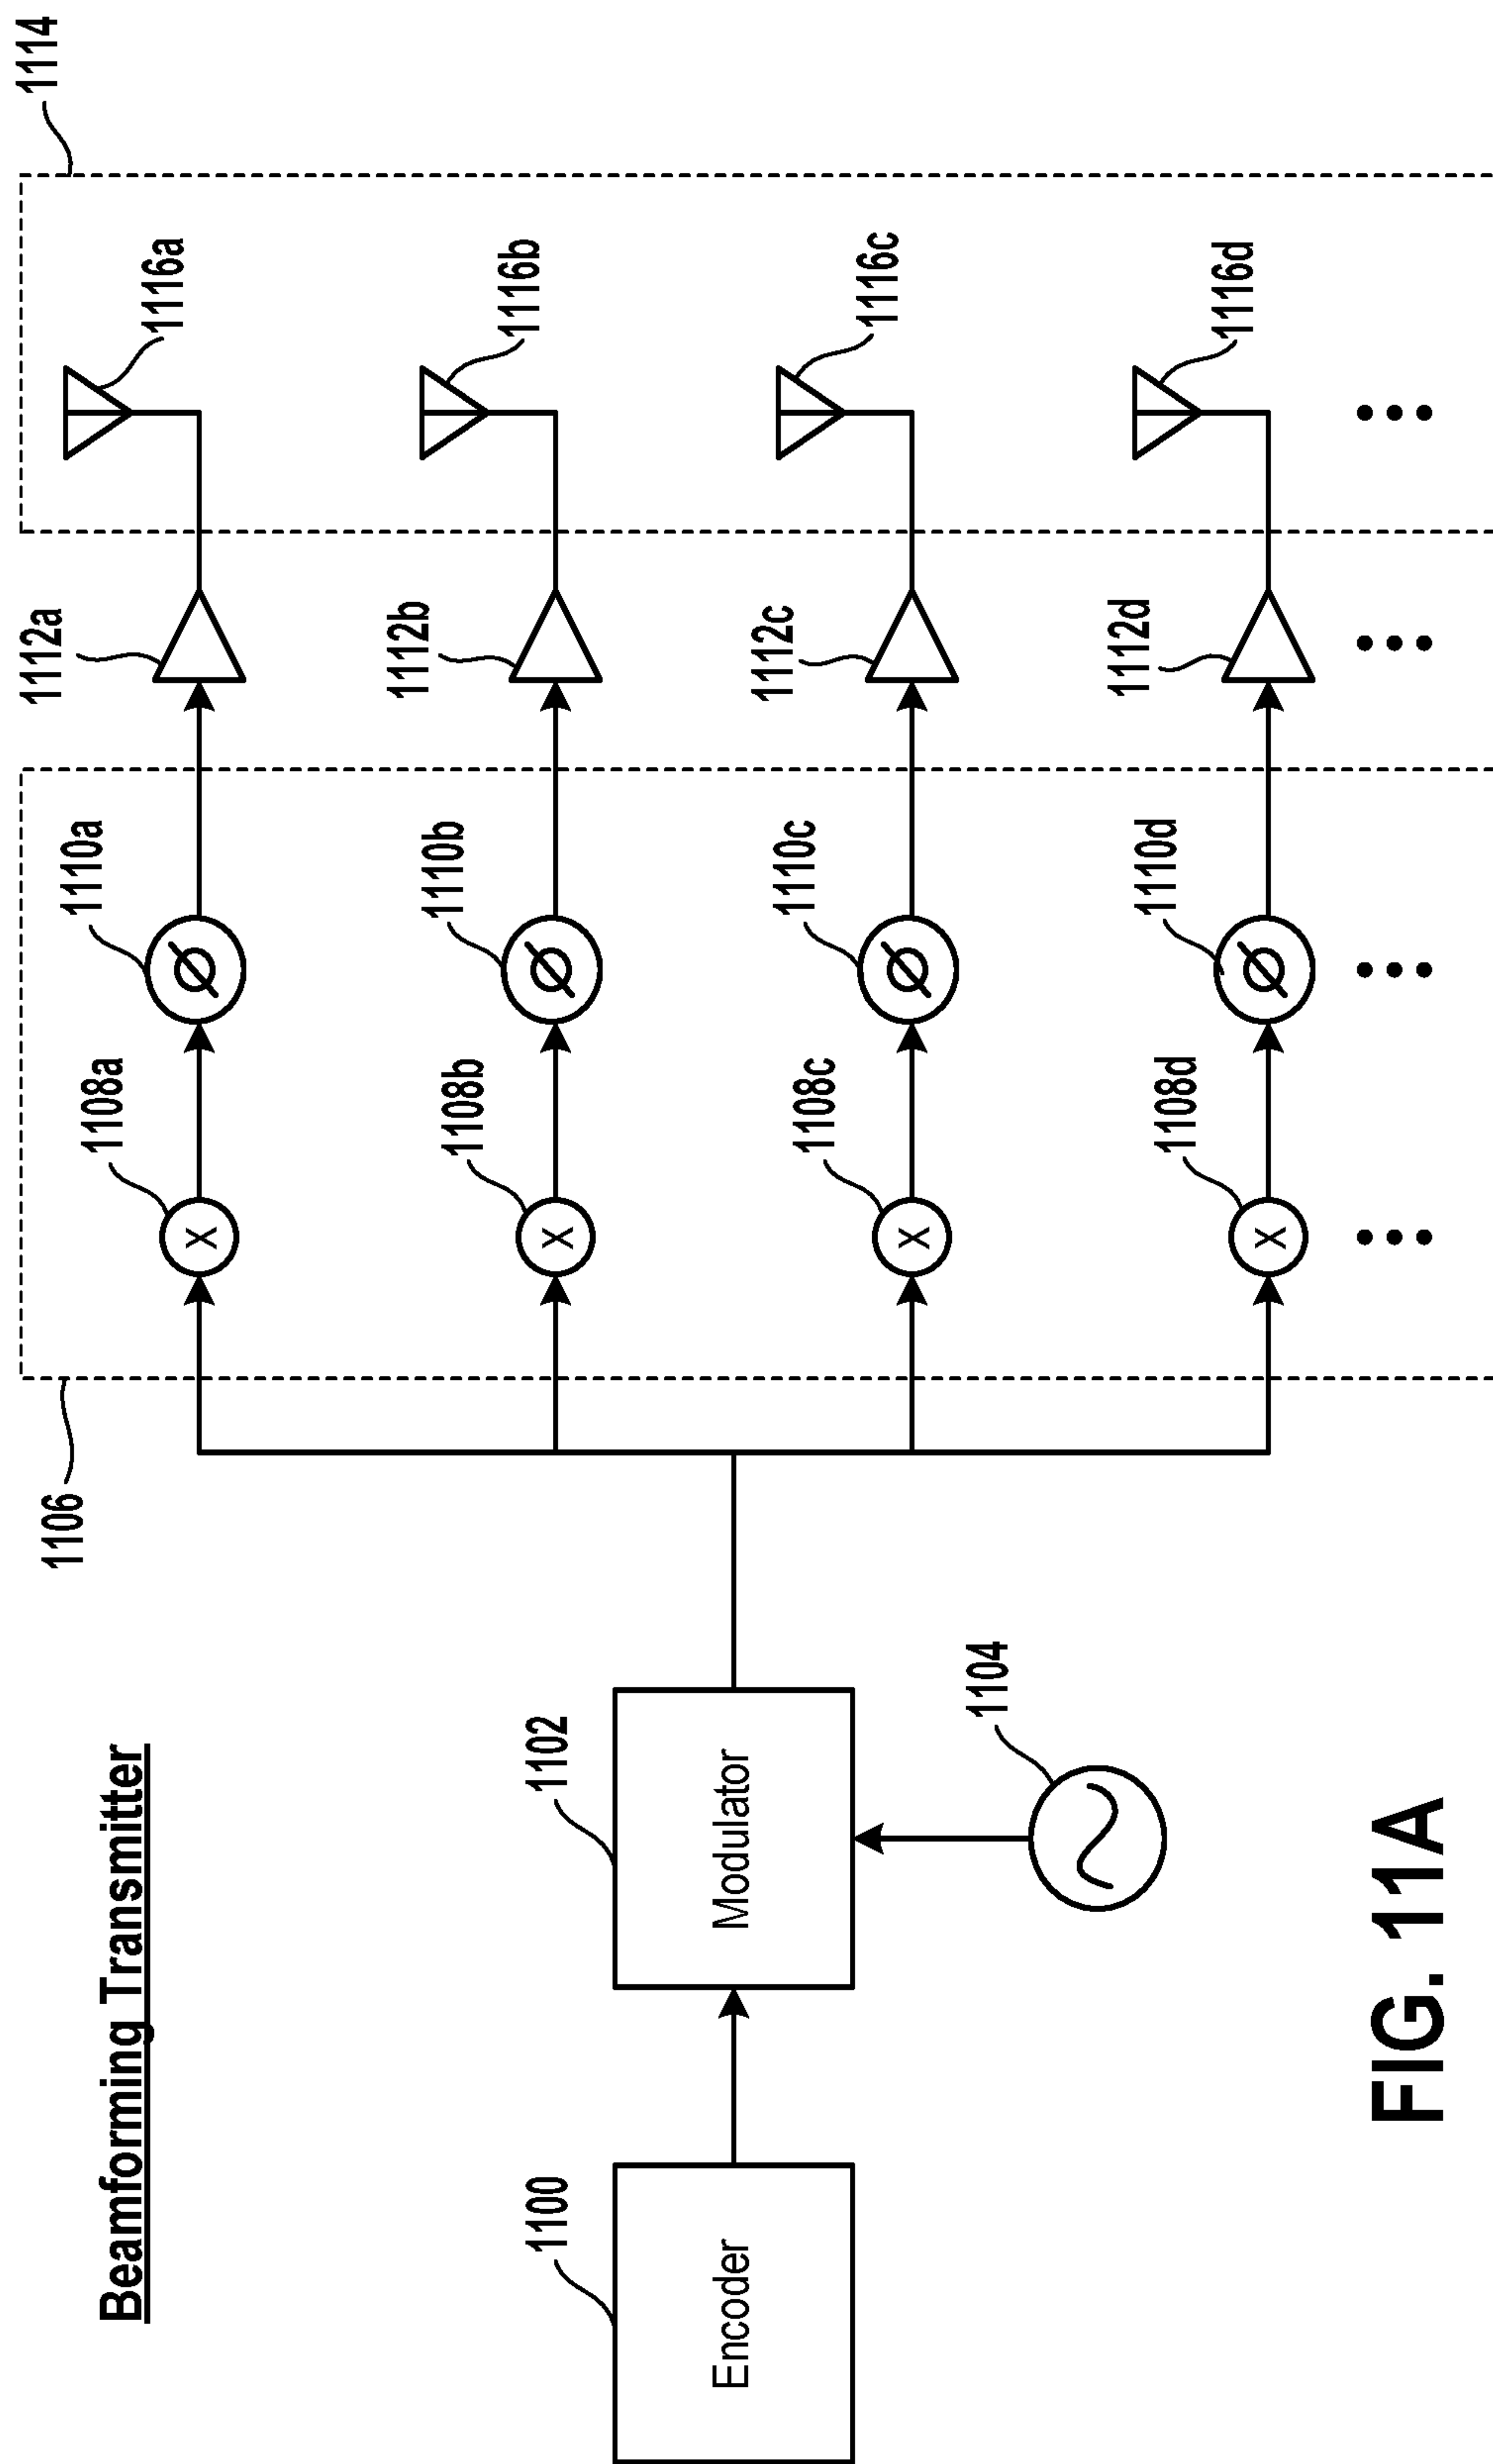 Beamforming Transmitter
1100
Encoder
1102
Modulator
1104
1106
1108a
1110a
1112a
1116a
1114
X
Ø
1108b
1110b
1112b
1116b
X
Ø
1108c
1110c
1112c
1116c
X
Ø
1108d
1110d
1112d
1116d
X
Ø
FIG. 11A